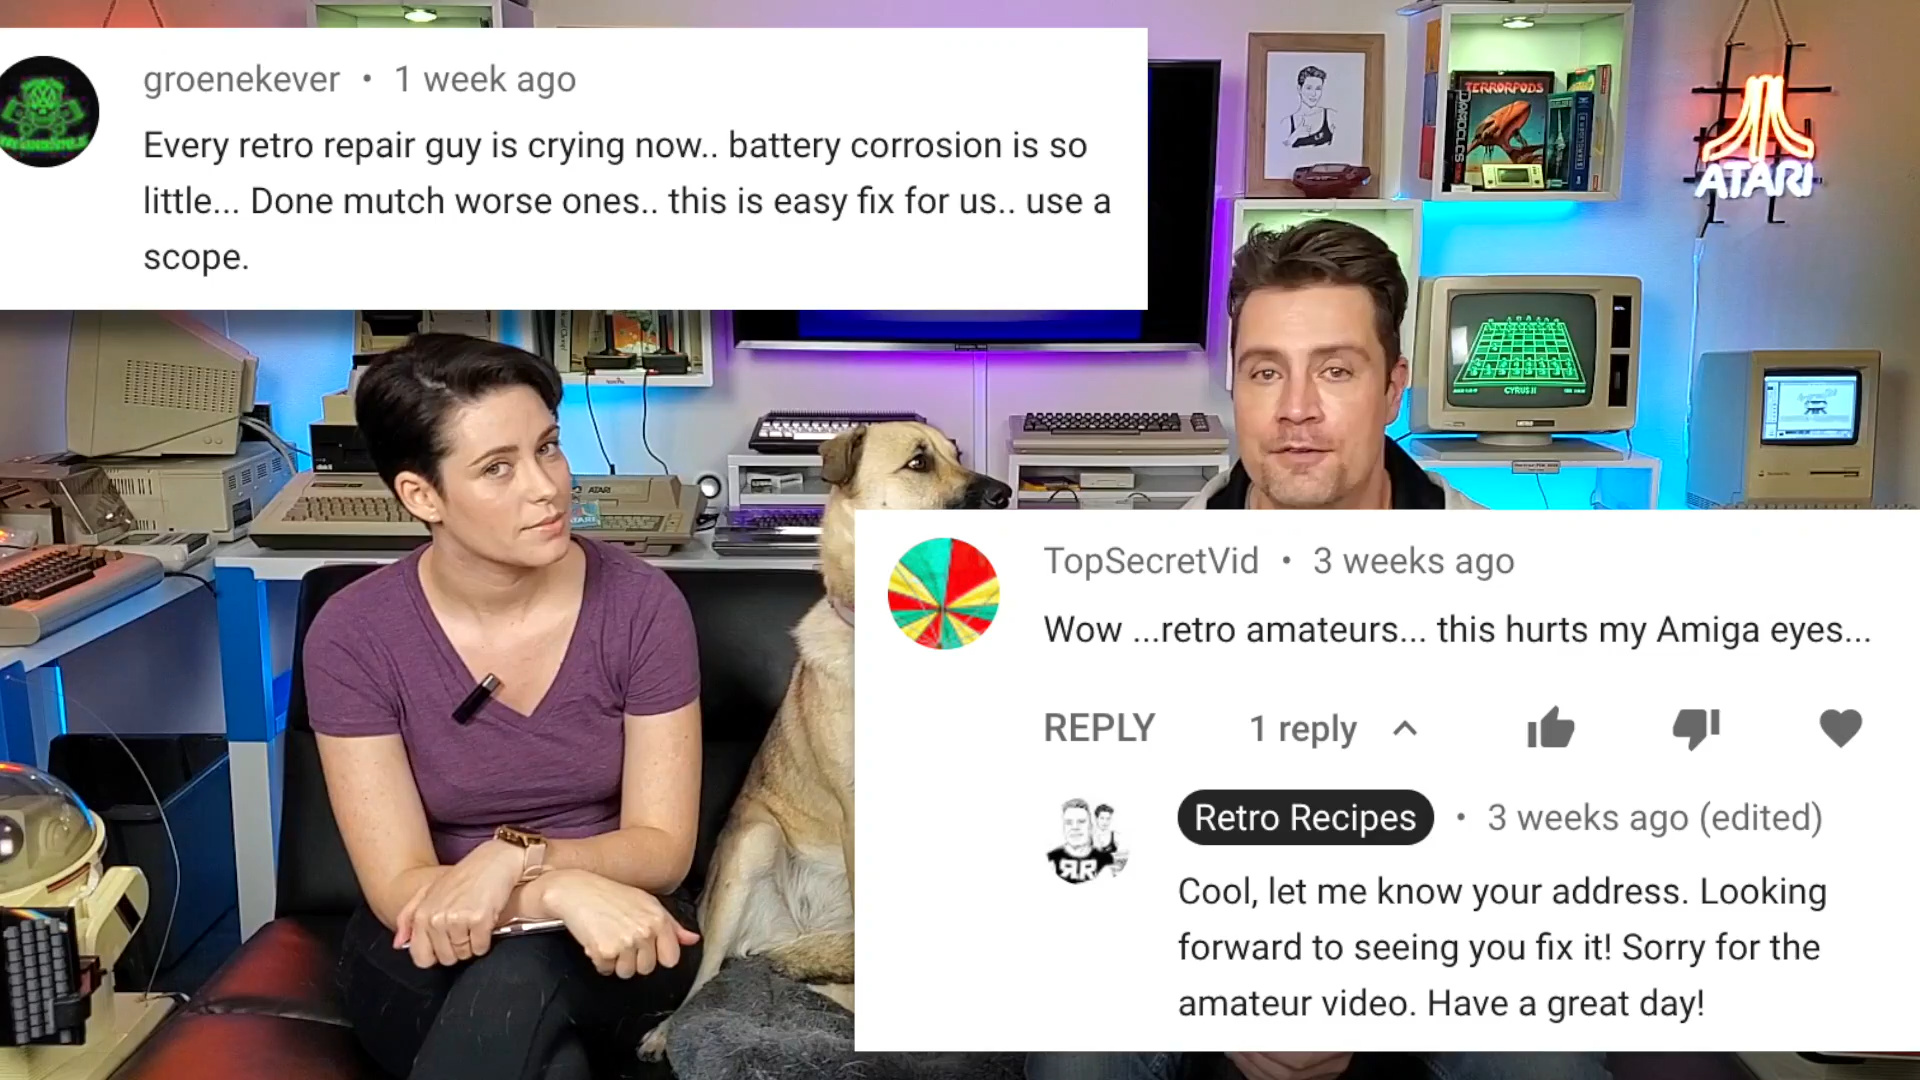 groenekever • 1 week ago
Every retro repair guy is crying now.. battery corrosion is so
little... Done mutch worse ones.. this is easy fix for us.. use a
scope.
TERRORPODS
ATARI
CYRUS II
ATARI
TopSecretVid • 3 weeks ago
Wow ...retro amateurs... this hurts my Amiga eyes...
REPLY 1 reply
Retro Recipes • 3 weeks ago (edited)
Cool, let me know your address. Looking
forward to seeing you fix it! Sorry for the
amateur video. Have a great day!